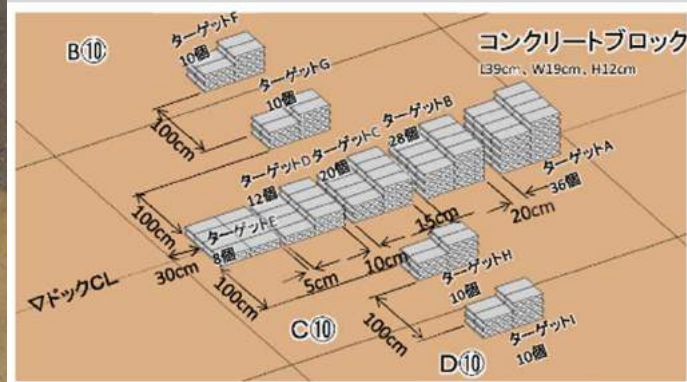 B⑩
ターゲットF
10個
ターゲットG
10個
コンクリートブロック
L39cm, W19cm, H12cm
100cm
ターゲットB
28個
ターゲットC
20個
ターゲットD
12個
ターゲットA
36個
ターゲットE
8個
100cm
30cm
100cm
5cm
10cm
15cm
20cm
▽ドックCL
ターゲットH
10個
100cm
ターゲットI
10個
C⑩
D⑩